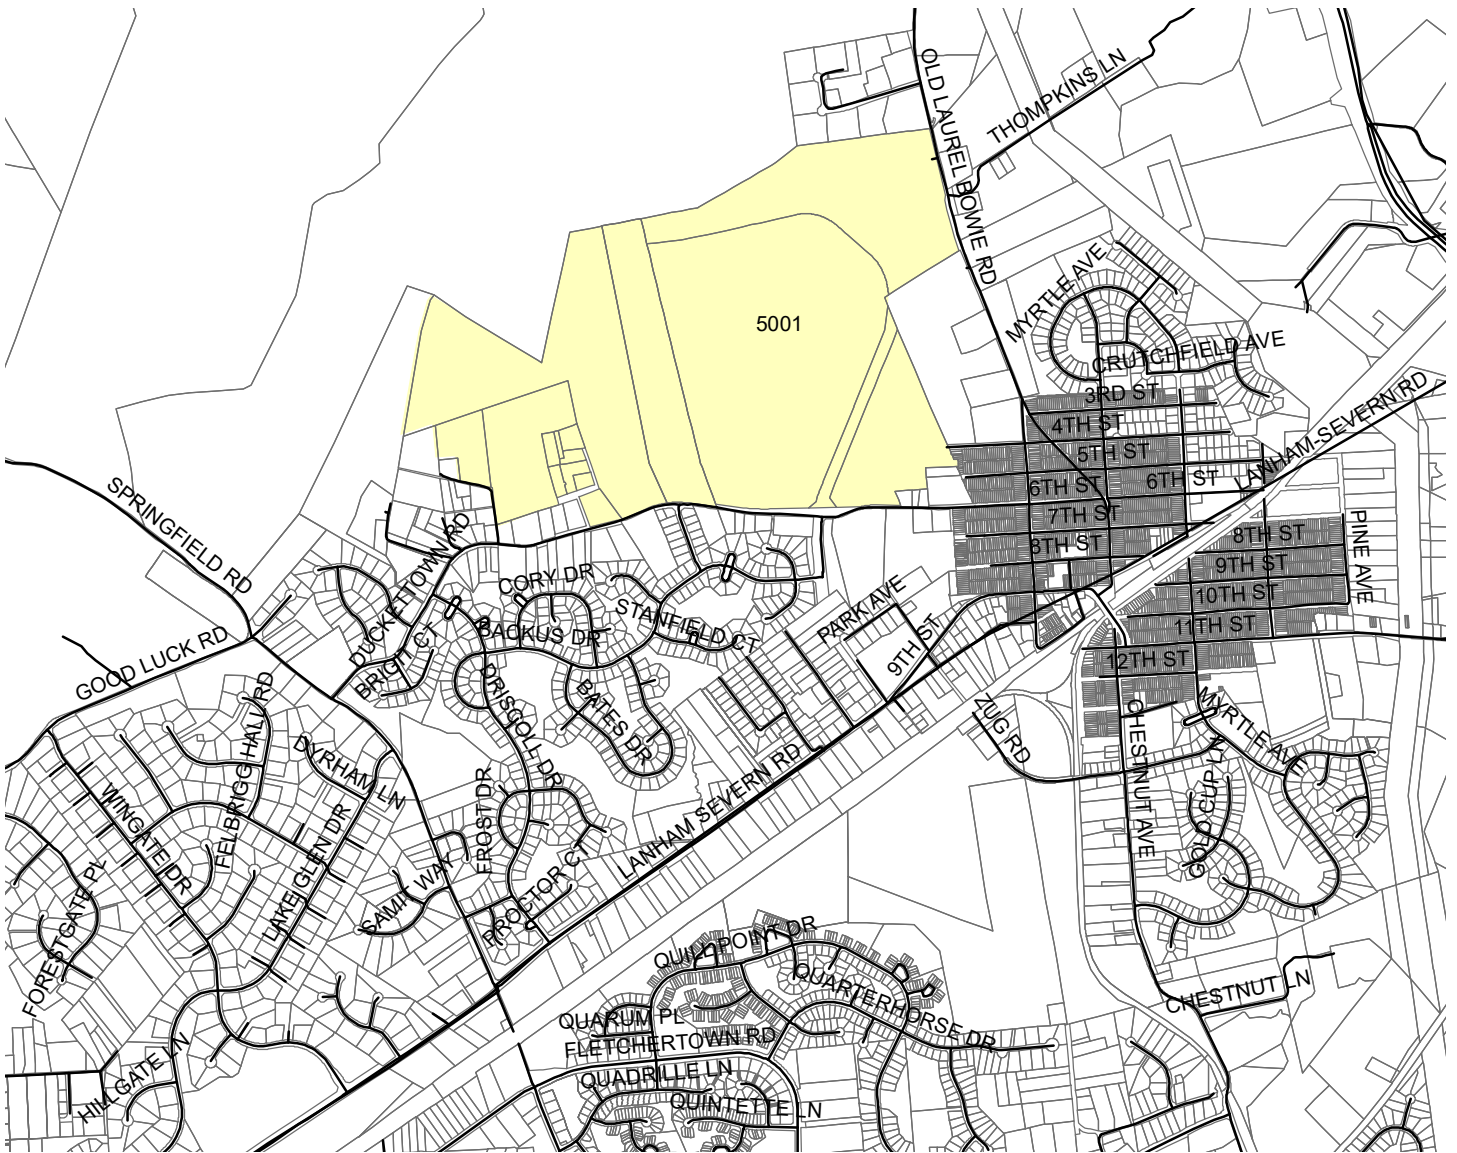 OLD LAUREL BOWIE RD
THOMPKINS LN
MYRTLE AVE
5001
CRUTCHFIELD AVE
3RD ST
4TH ST
5TH ST
LANHAM-SEVERN RD
6TH ST
6TH ST
7TH ST
8TH ST
8TH ST
PINE AVE
9TH ST
10TH ST
11TH ST
12TH ST
SPRINGFIELD RD
DUCKETTOWN RD
CORY DR
STANFIELD CT
BACKUS DR
PARK AVE
9TH ST
GOOD LUCK RD
BRIGHT CT
DRISCOLL DR
BATES DR
ZUG RD
MYRTLE AVE
CHESTNUT AVE
GOLD CUP LN
FELBRIGG HALL RD
DYRHAM LN
WINGATE DR
FROST DR
LANHAM SEVERN RD
LAKE GLEN DR
SAMIT WAY
PROCTOR CT
FORESTGATE PL
QUILL POINT DR
QUARTERHORSE DR
CHESTNUT LN
QUARUM PL
FLETCHERTOWN RD
HILLGATE LN
QUADRILLE LN
QUINTETTE LN